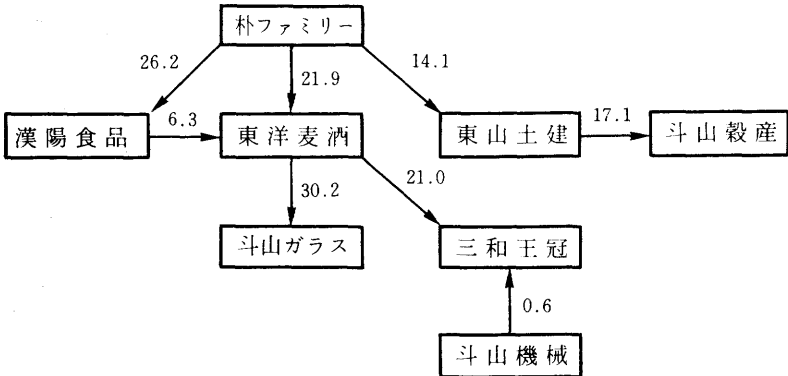 朴ファミリー
26.2
21.9
14.1
漢陽食品
6.3
東洋麦酒
東山土建
17.1
斗山穀産
30.2
21.0
斗山ガラス
三和王冠
0.6
斗山機械